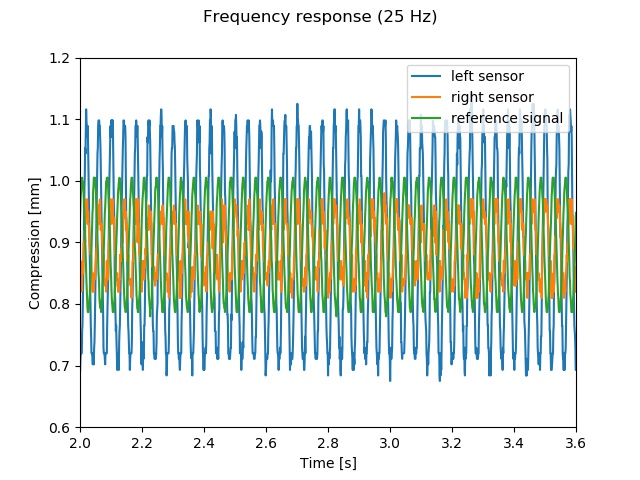 Frequency response (25 Hz)
1.2
1.1
1.0
0.9
0.8
0.7
0.6
Compression [mm]
left sensor
right sensor
reference signal
2.0 2.2 2.4 2.6 2.8 3.0 3.2 3.4 3.6
Time [s]